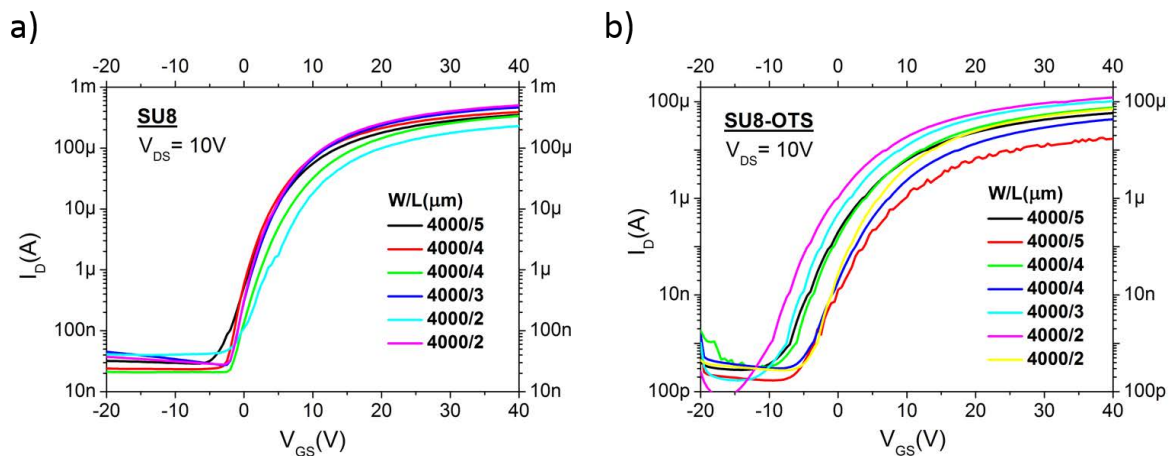 a)
-20 -10 0 10 20 30 40
1m 1m
SU8
V_DS = 10V
100µ 100µ
W/L(µm)
4000/5
10µ 10µ
4000/4
I_D(A)
4000/4
1µ 1µ
4000/3
4000/2
100n 100n
4000/2
10n 10n
-20 -10 0 10 20 30 40
V_GS(V)
b)
-20 -10 0 10 20 30 40
100µ 100µ
SU8-OTS
V_DS = 10V
1µ 1µ
W/L(µm)
4000/5
4000/5
I_D(A)
4000/4
4000/4
10n 10n
4000/3
4000/2
4000/2
100p 100p
-20 -10 0 10 20 30 40
V_GS(V)